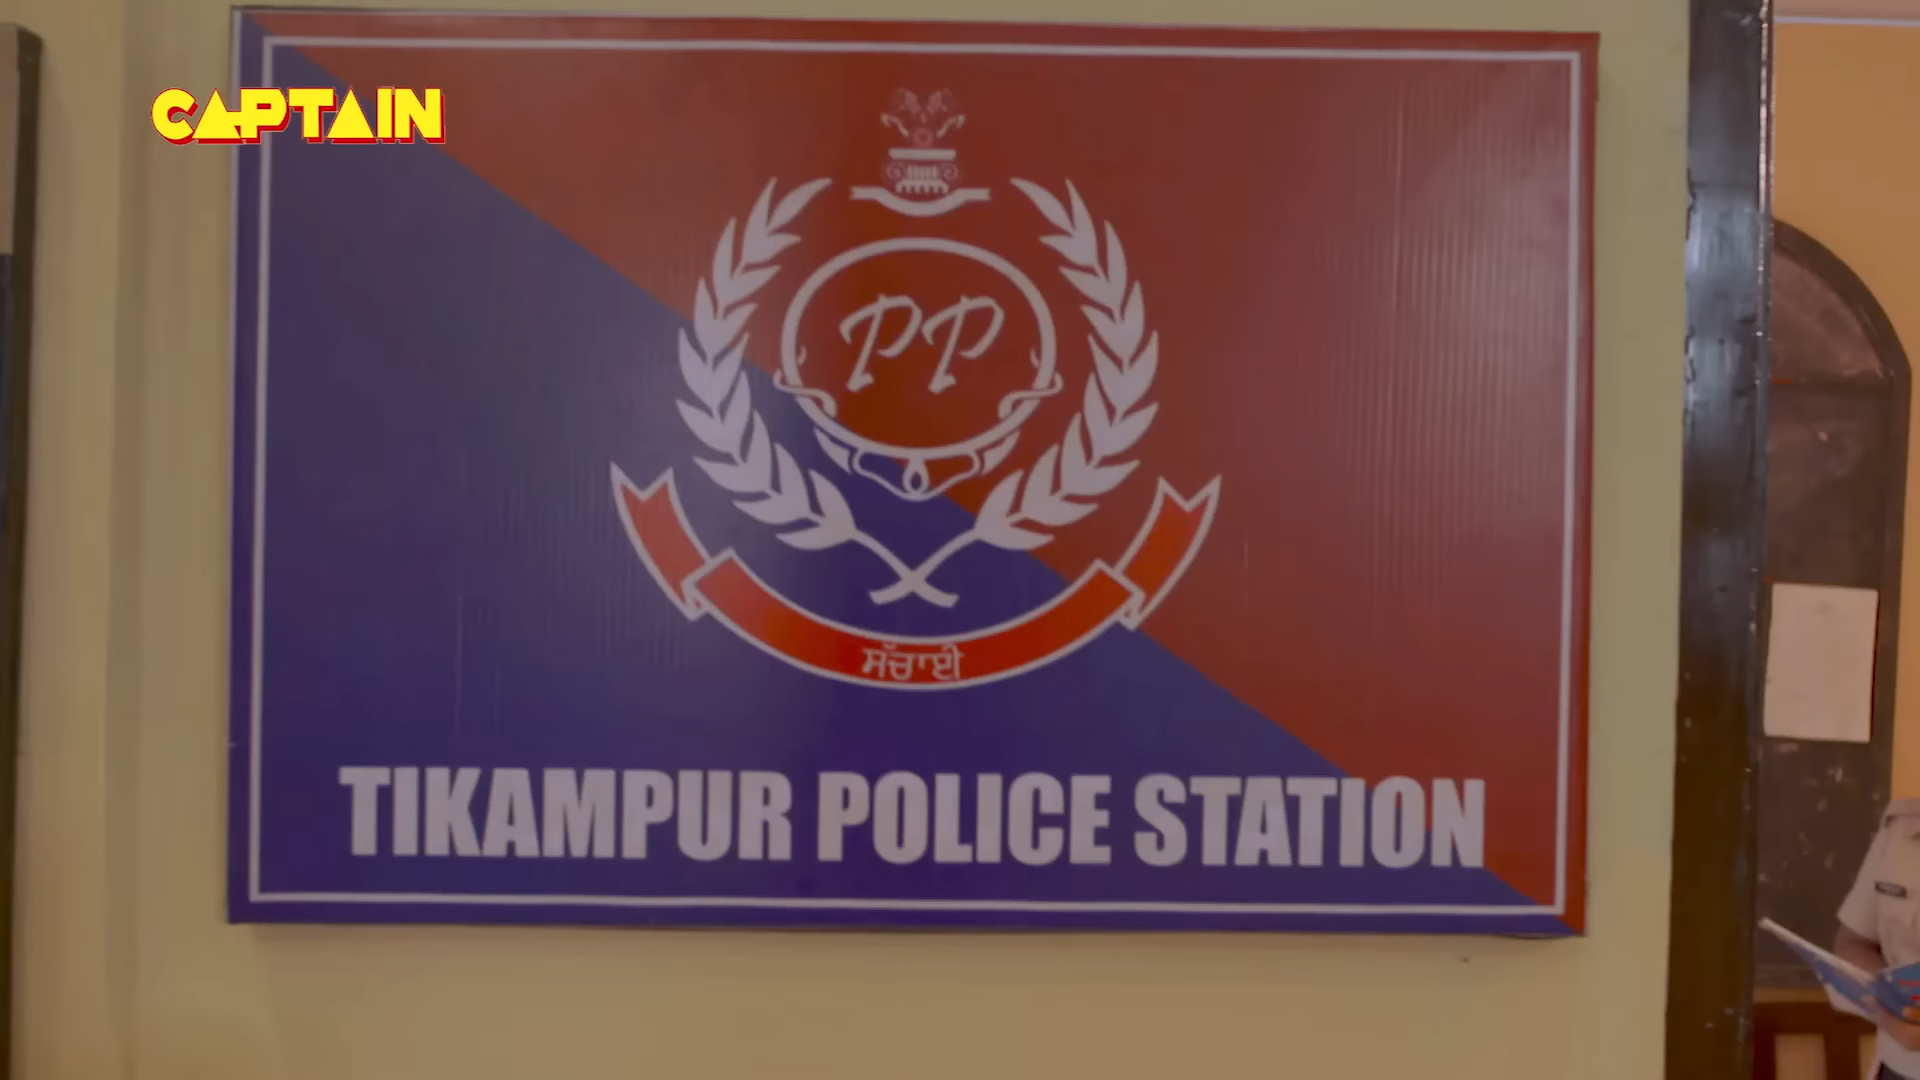 CAPTAIN
PP
ਸੱਚਾਈ
TIKAMPUR POLICE STATION